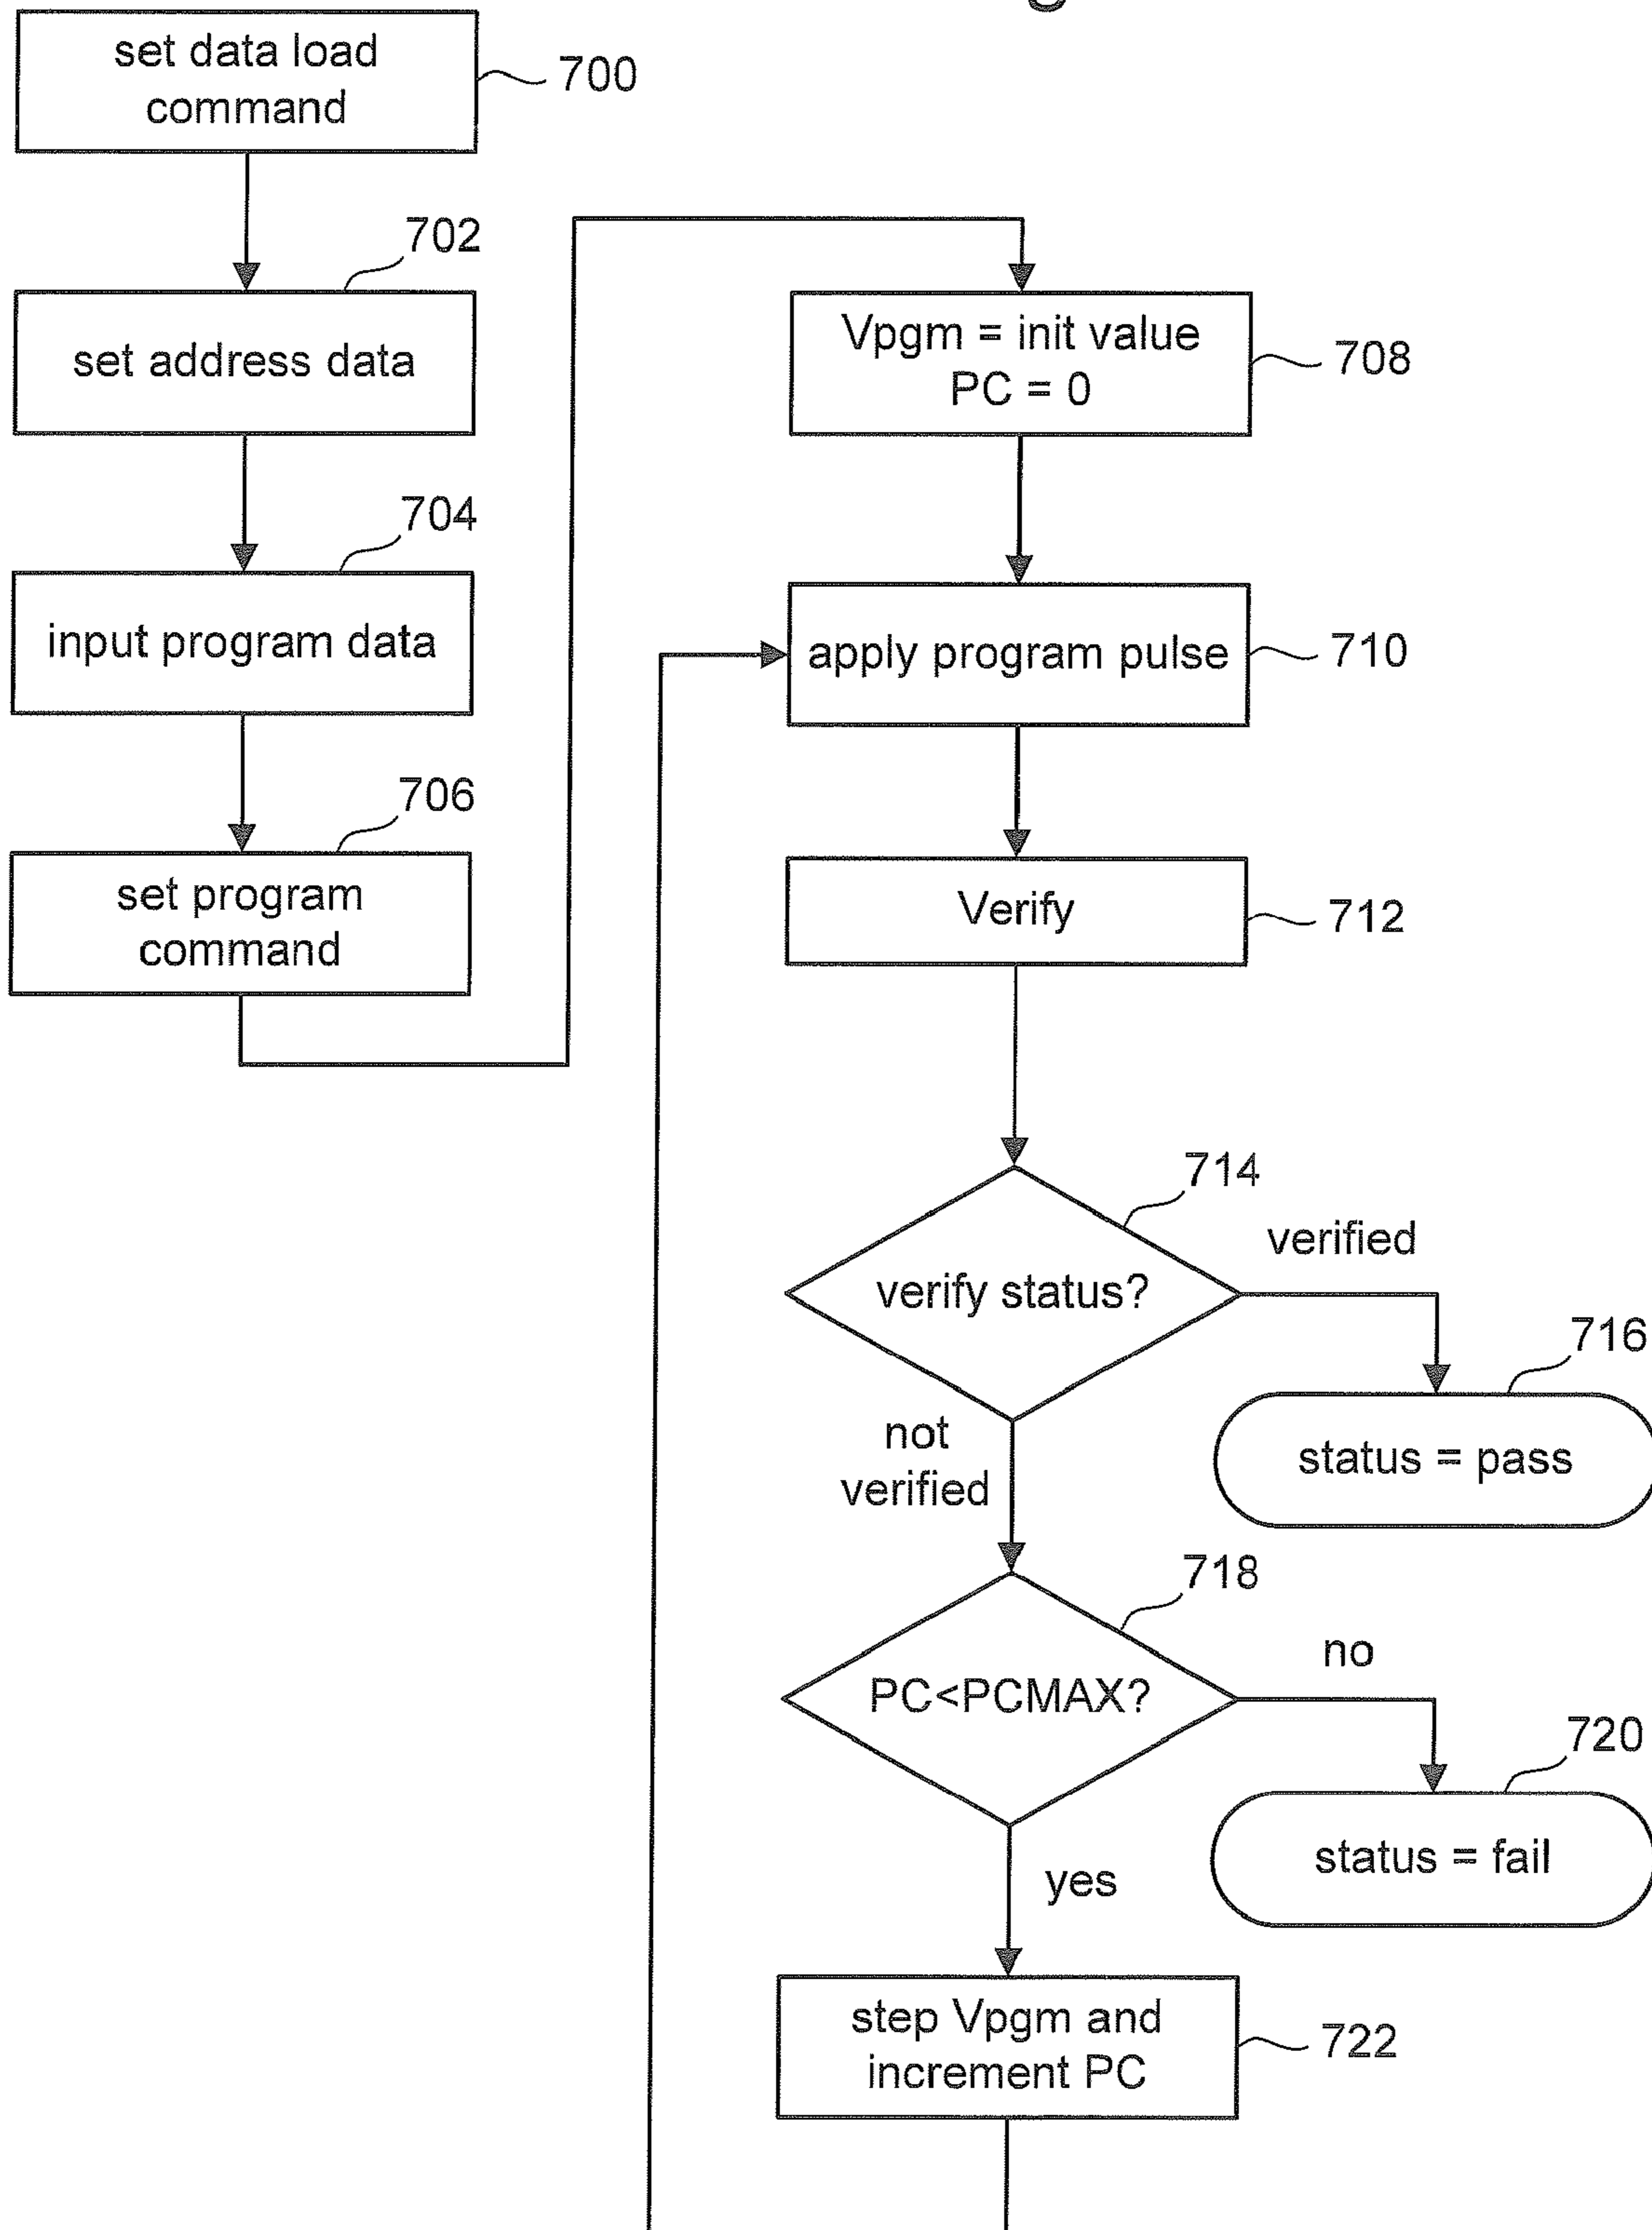 set data load
command
700
702
set address data
704
input program data
706
set program
command
Vpgm = init value
PC = 0
708
apply program pulse
710
Verify
712
714
verify status?
verified
716
status = pass
not
verified
718
PC<PCMAX?
no
720
status = fail
yes
step Vpgm and
increment PC
722